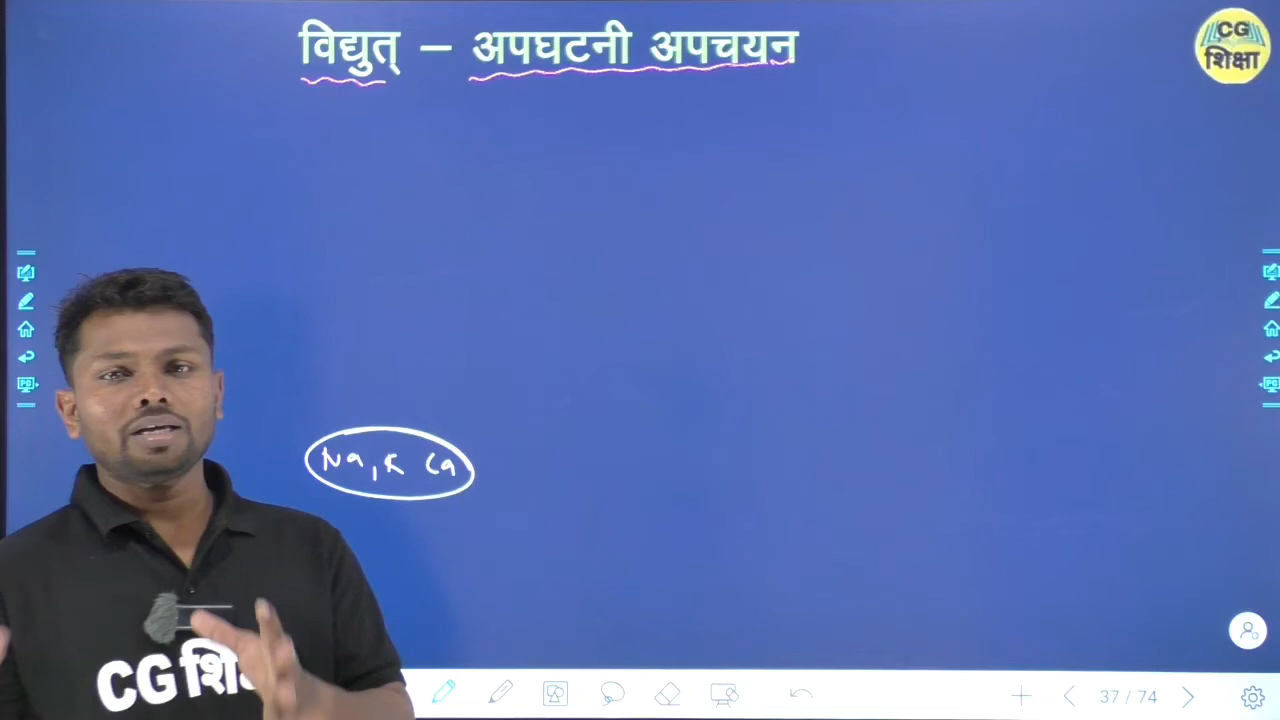 विद्युत् – अपघटनी अपचयन
CG
शिक्षा
Na, K Ca
CG शि
37 / 74